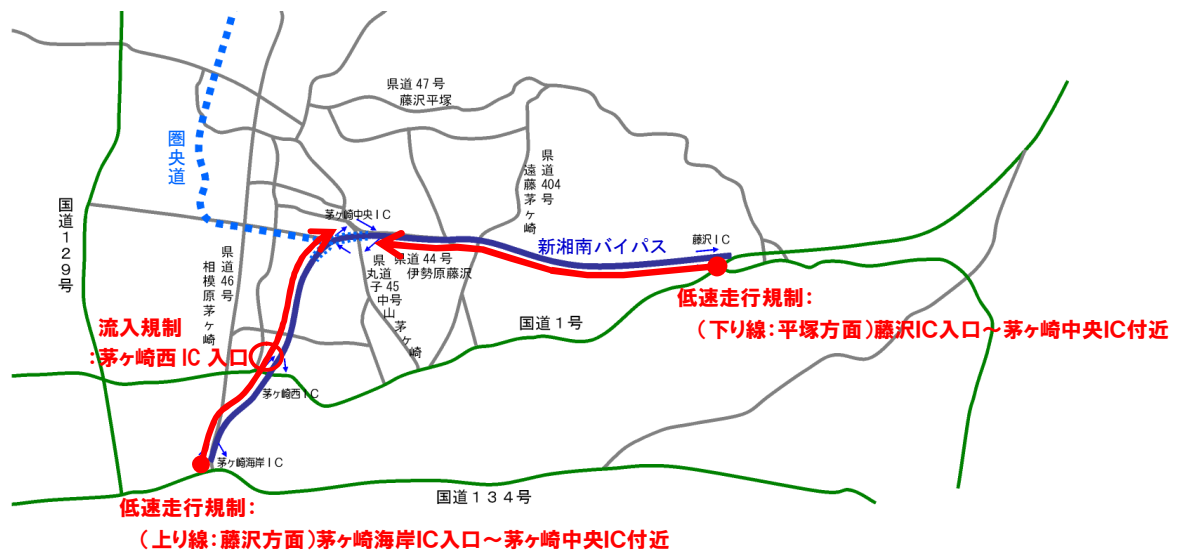 県道47号
藤沢平塚
圏央道
国道129号
県道404号
遠藤茅ヶ崎
茅ヶ崎中央IC
新湘南バイパス
藤沢IC
県道46号
相模原茅ヶ崎
県道44号
伊勢原藤沢
県道45号
丸子中山茅ヶ崎
低速走行規制：
（下り線：平塚方面）藤沢IC入口～茅ヶ崎中央IC付近
国道1号
流入規制
：茅ヶ崎西IC入口
茅ヶ崎西IC
茅ヶ崎海岸IC
国道134号
低速走行規制：
（上り線：藤沢方面）茅ヶ崎海岸IC入口～茅ヶ崎中央IC付近